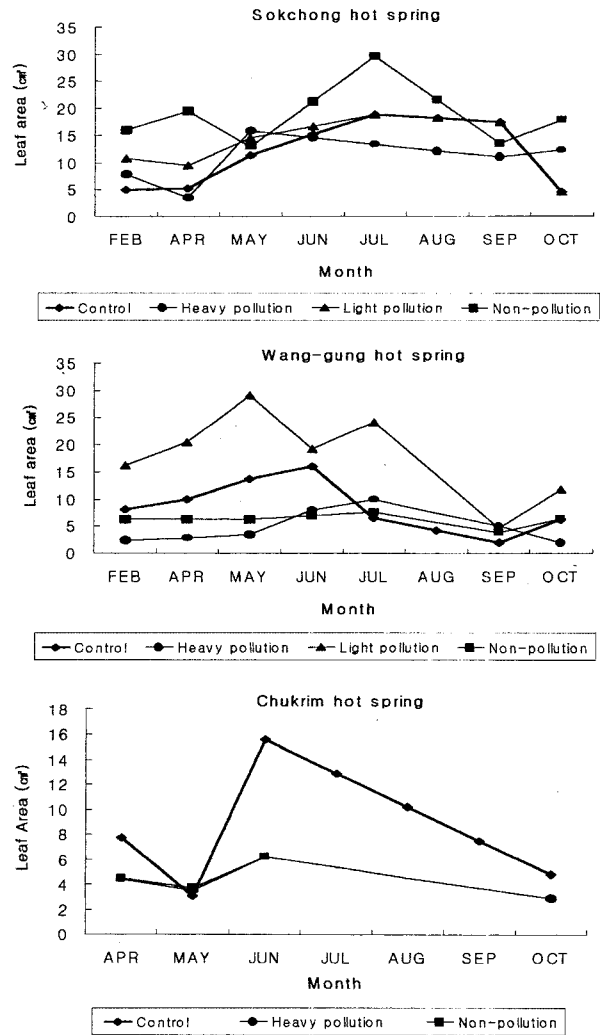 Sokchong hot spring
Leaf area (㎠)
35
30
25
20
15
10
5
0
FEB APR MAY JUN JUL AUG SEP OCT
Month
Control Heavy pollution Light pollution Non-pollution
Wang-gung hot spring
Leaf area (㎠)
35
30
25
20
15
10
5
0
FEB APR MAY JUN JUL AUG SEP OCT
Month
Control Heavy pollution Light pollution Non-pollution
Chukrim hot spring
Leaf Area (㎠)
18
16
14
12
10
8
6
4
2
0
APR MAY JUN JUL AUG SEP OCT
Month
Control Heavy pollution Non-pollution